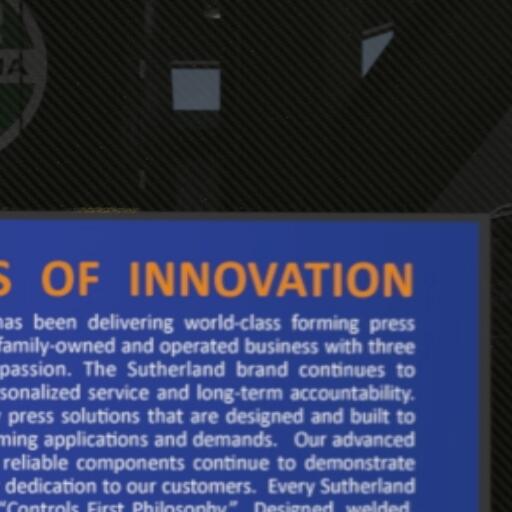 S OF INNOVATION
has been delivering world-class forming press
family-owned and operated business with three
passion. The Sutherland brand continues to
sonalized service and long-term accountability.
press solutions that are designed and built to
ming applications and demands. Our advanced
reliable components continue to demonstrate
dedication to our customers. Every Sutherland
"Controls First Philosophy". Designed, welded,